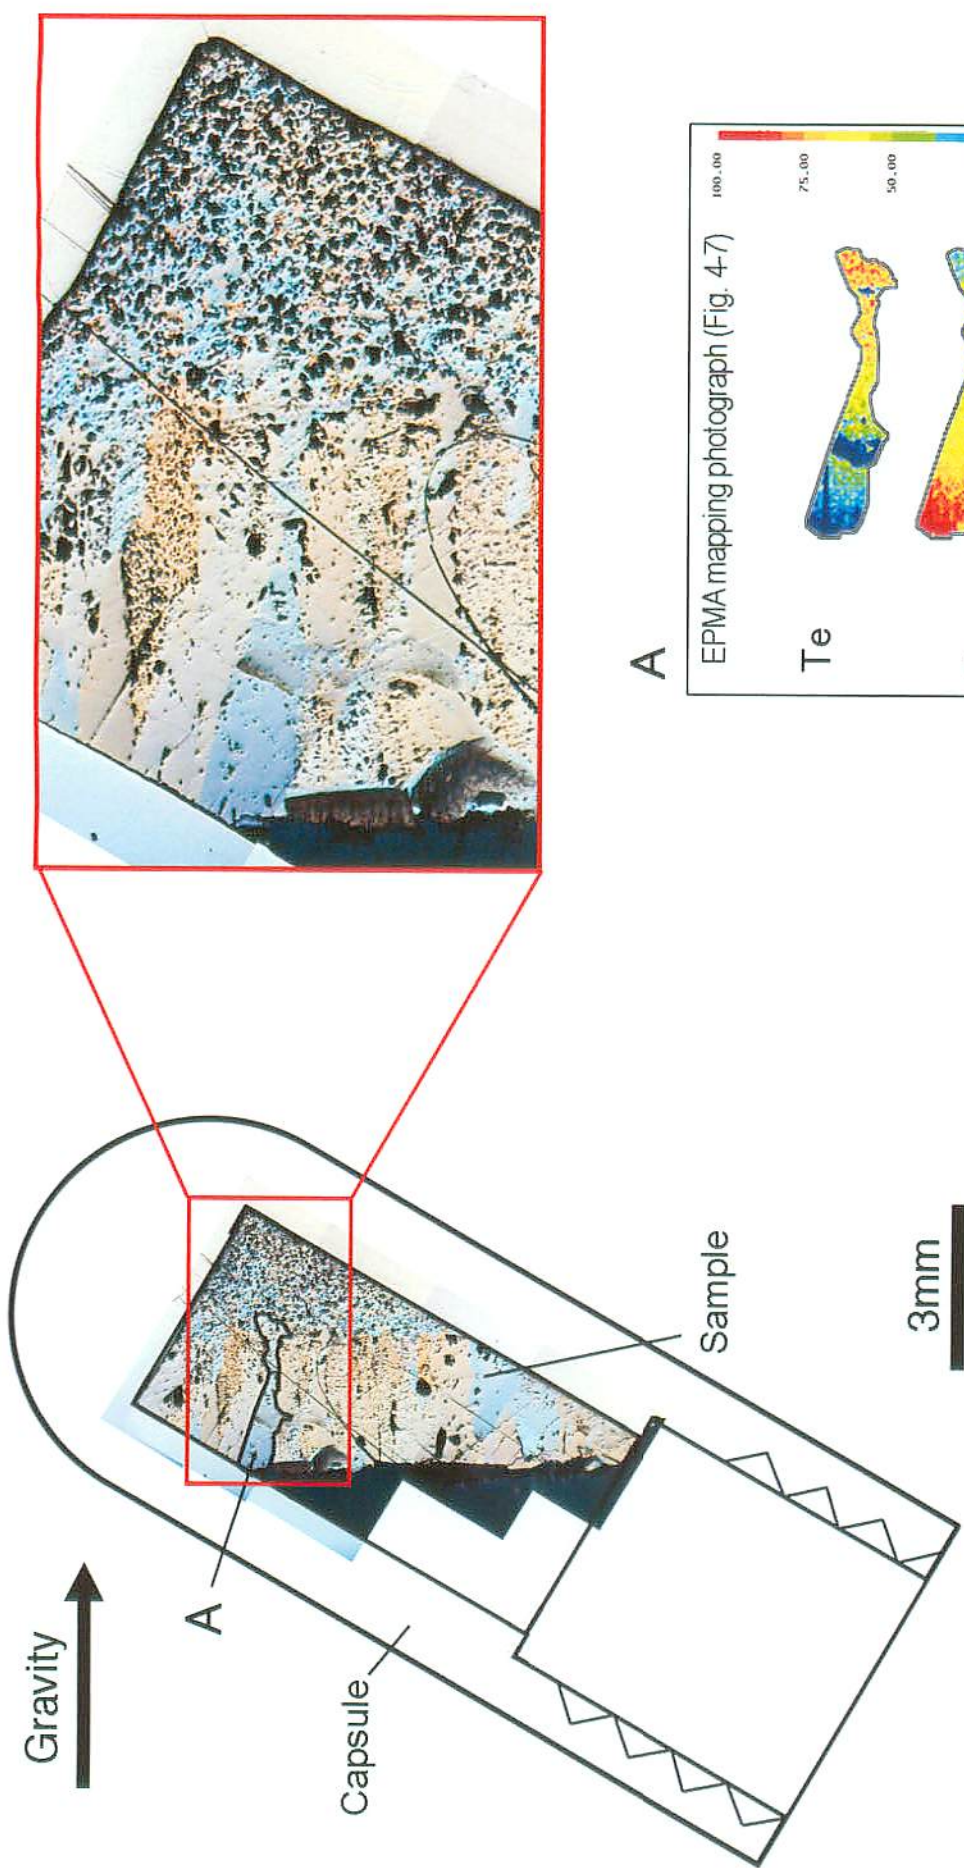 Gravity
Capsule
A
Sample
3mm
A
EPMA mapping photograph (Fig. 4-7)
Te
100.00
75.00
50.00